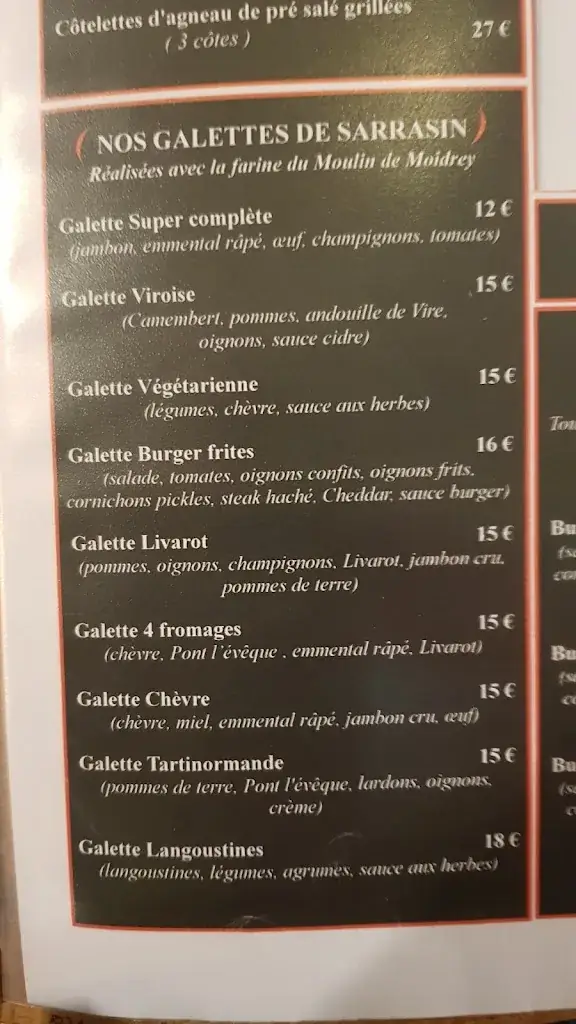 Côtelettes d'agneau de pré salé grillées
27 €
( 3 côtes )
NOS GALETTES DE SARRASIN
Réalisées avec la farine du Moulin de Moidrey
Galette Super complète 12 €
(jambon, emmental râpé, œuf, champignons, tomates)
Galette Viroise 15 €
(Camembert, pommes, andouille de Vire,
oignons, sauce cidre)
Galette Végétarienne 15 €
(légumes, chèvre, sauce aux herbes)
Galette Burger frites 16 €
(salade, tomates, oignons confits, oignons frits,
cornichons pickles, steak haché, Cheddar, sauce burger)
Galette Livarot 15 €
(pommes, oignons, champignons, Livarot, jambon cru,
pommes de terre)
Galette 4 fromages 15 €
(chèvre, Pont l'évêque , emmental râpé, Livarot)
Galette Chèvre 15 €
(chèvre, miel, emmental râpé, jambon cru, œuf)
Galette Tartinormande 15 €
(pommes de terre, Pont l'évêque, lardons, oignons,
crème)
Galette Langoustines 18 €
(langoustines, légumes, agrumes, sauce aux herbes)
Tou
Bu
Bu
Bu